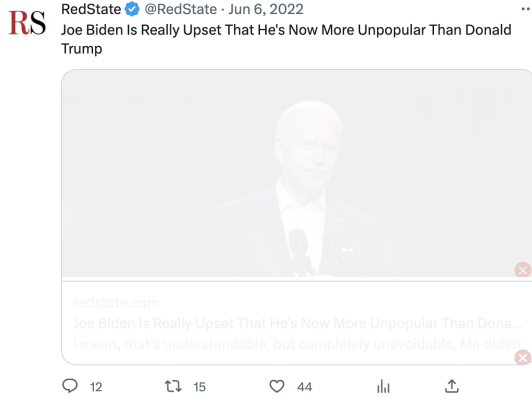 RS RedState @RedState · Jun 6, 2022
Joe Biden Is Really Upset That He's Now More Unpopular Than Donald
Trump
redstate.com
Joe Biden Is Really Upset That He's Now More Unpopular Than Dona...
I mean, that's understandable, but completely unavoidable, Mr. Biden.
12 15 44